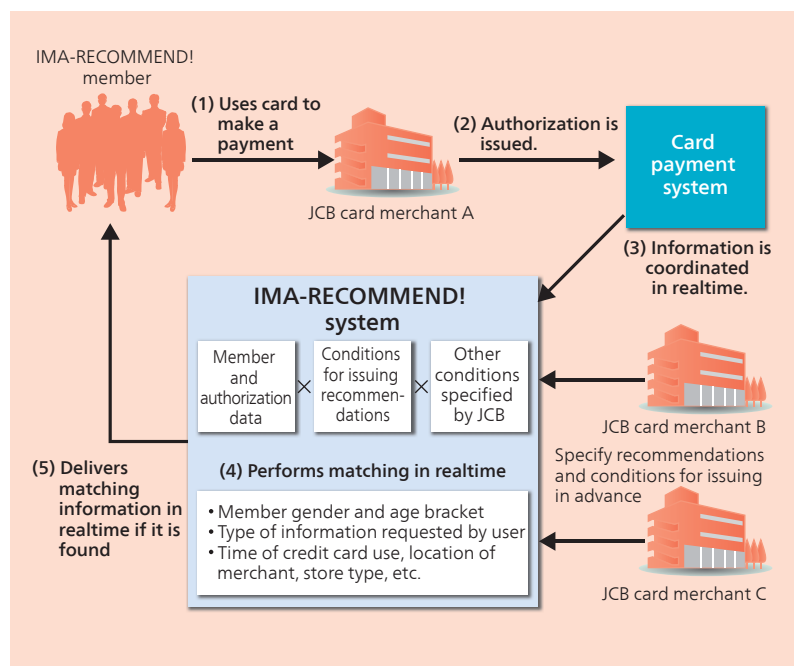 IMA-RECOMMEND!
member
(1) Uses card to
make a
payment
JCB card merchant A
(2) Authorization is
issued.
Card
payment
system
(3) Information is
coordinated
in realtime.
IMA-RECOMMEND!
system
Member
and
authorization
data
×
Conditions
for issuing
recommen-
dations
×
Other
conditions
specified
by JCB
(4) Performs matching in realtime
• Member gender and age bracket
• Type of information requested by user
• Time of credit card use, location of
merchant, store type, etc.
JCB card merchant B
Specify recommendations
and conditions for issuing
in advance
JCB card merchant C
(5) Delivers
matching
information in
realtime if it is
found